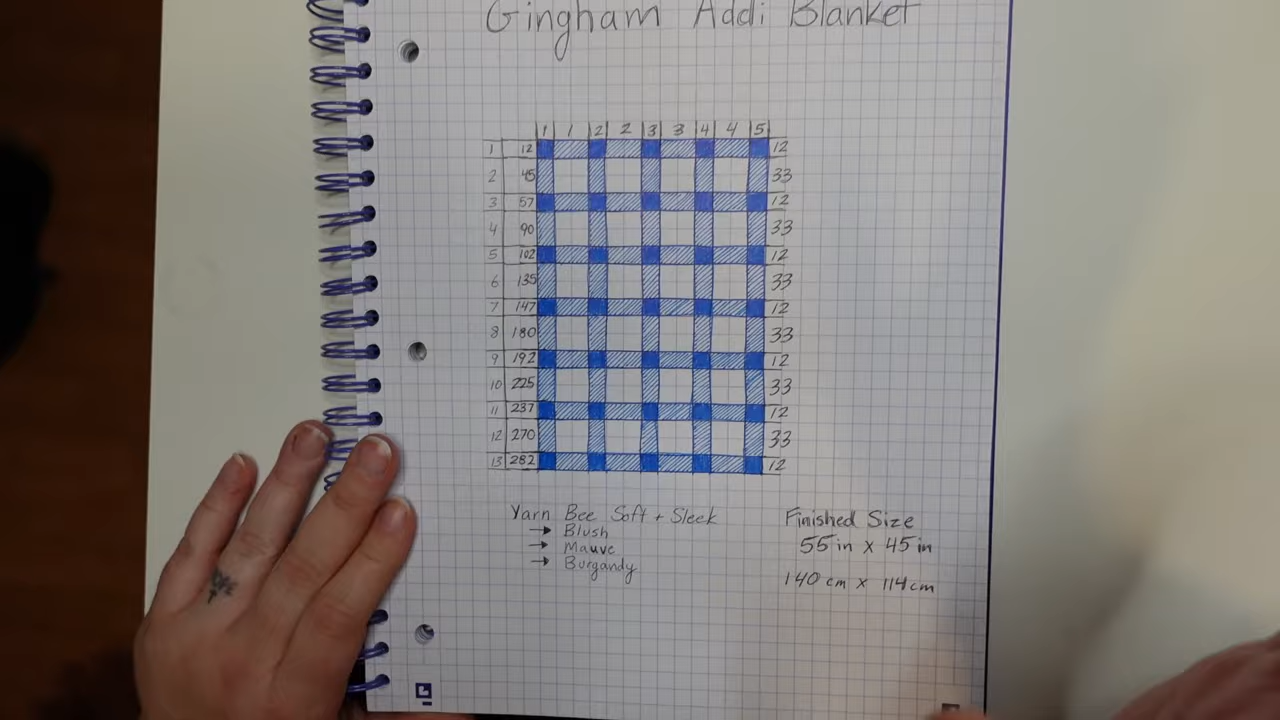 Gingham Addi Blanket
1 1 2 2 3 3 4 4 5
1 12 12
2 45 33
3 57 12
4 90 33
5 102 12
6 135 33
7 147 12
8 180 33
9 192 12
10 225 33
11 237 12
12 270 33
13 282 12
Yarn Bee Soft + Sleek
→ Blush
→ Mauve
→ Burgandy
Finished Size
55 in x 45 in
140 cm x 114 cm